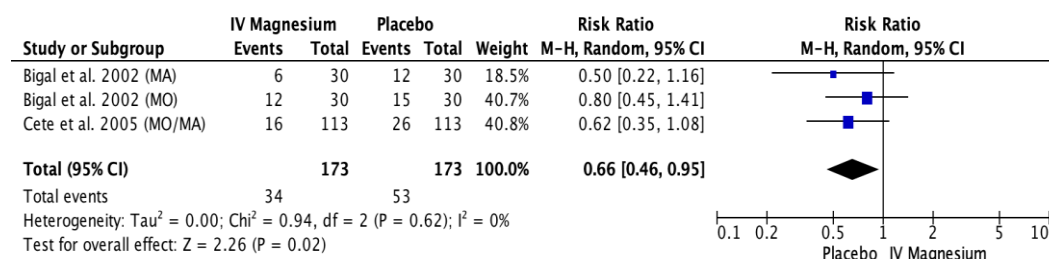 IV Magnesium Placebo Risk Ratio Risk Ratio
Study or Subgroup Events Total Events Total Weight M-H, Random, 95% CI M-H, Random, 95% CI
Bigal et al. 2002 (MA) 6 30 12 30 18.5% 0.50 [0.22, 1.16]
Bigal et al. 2002 (MO) 12 30 15 30 40.7% 0.80 [0.45, 1.41]
Cete et al. 2005 (MO/MA) 16 113 26 113 40.8% 0.62 [0.35, 1.08]
Total (95% CI) 173 173 100.0% 0.66 [0.46, 0.95]
Total events 34 53
Heterogeneity: Tau² = 0.00; Chi² = 0.94, df = 2 (P = 0.62); I² = 0%
Test for overall effect: Z = 2.26 (P = 0.02)
0.1 0.2 0.5 1 2 5 10
Placebo IV Magnesium